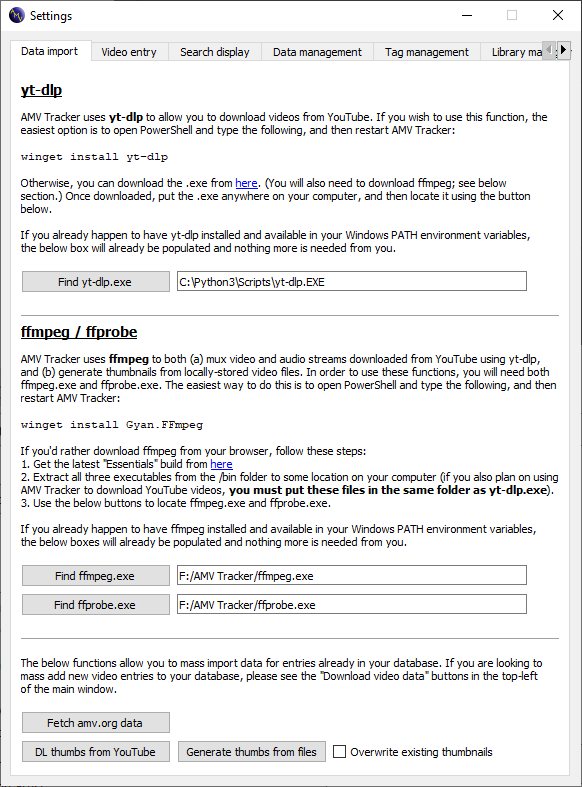 Settings
Data import Video entry Search display Data management Tag management Library ma
yt-dlp
AMV Tracker uses yt-dlp to allow you to download videos from YouTube. If you wish to use this function, the
easiest option is to open PowerShell and type the following, and then restart AMV Tracker:
winget install yt-dlp
Otherwise, you can download the .exe from here. (You will also need to download ffmpeg; see below
section.) Once downloaded, put the .exe anywhere on your computer, and then locate it using the button
below.
If you already happen to have yt-dlp installed and available in your Windows PATH environment variables,
the below box will already be populated and nothing more is needed from you.
Find yt-dlp.exe C:\Python3\Scripts\yt-dlp.EXE
ffmpeg / ffprobe
AMV Tracker uses ffmpeg to both (a) mux video and audio streams downloaded from YouTube using yt-dlp,
and (b) generate thumbnails from locally-stored video files. In order to use these functions, you will need both
ffmpeg.exe and ffprobe.exe. The easiest way to do this is to open PowerShell and type the following, and then
restart AMV Tracker:
winget install Gyan.FFmpeg
If you'd rather download ffmpeg from your browser, follow these steps:
1. Get the latest "Essentials" build from here
2. Extract all three executables from the /bin folder to some location on your computer (if you also plan on using
AMV Tracker to download YouTube videos, you must put these files in the same folder as yt-dlp.exe).
3. Use the below buttons to locate ffmpeg.exe and ffprobe.exe.
If you already happen to have ffmpeg installed and available in your Windows PATH environment variables,
the below boxes will already be populated and nothing more is needed from you.
Find ffmpeg.exe F:/AMV Tracker/ffmpeg.exe
Find ffprobe.exe F:/AMV Tracker/ffprobe.exe
The below functions allow you to mass import data for entries already in your database. If you are looking to
mass add new video entries to your database, please see the "Download video data" buttons in the top-left
of the main window.
Fetch amv.org data
DL thumbs from YouTube Generate thumbs from files Overwrite existing thumbnails